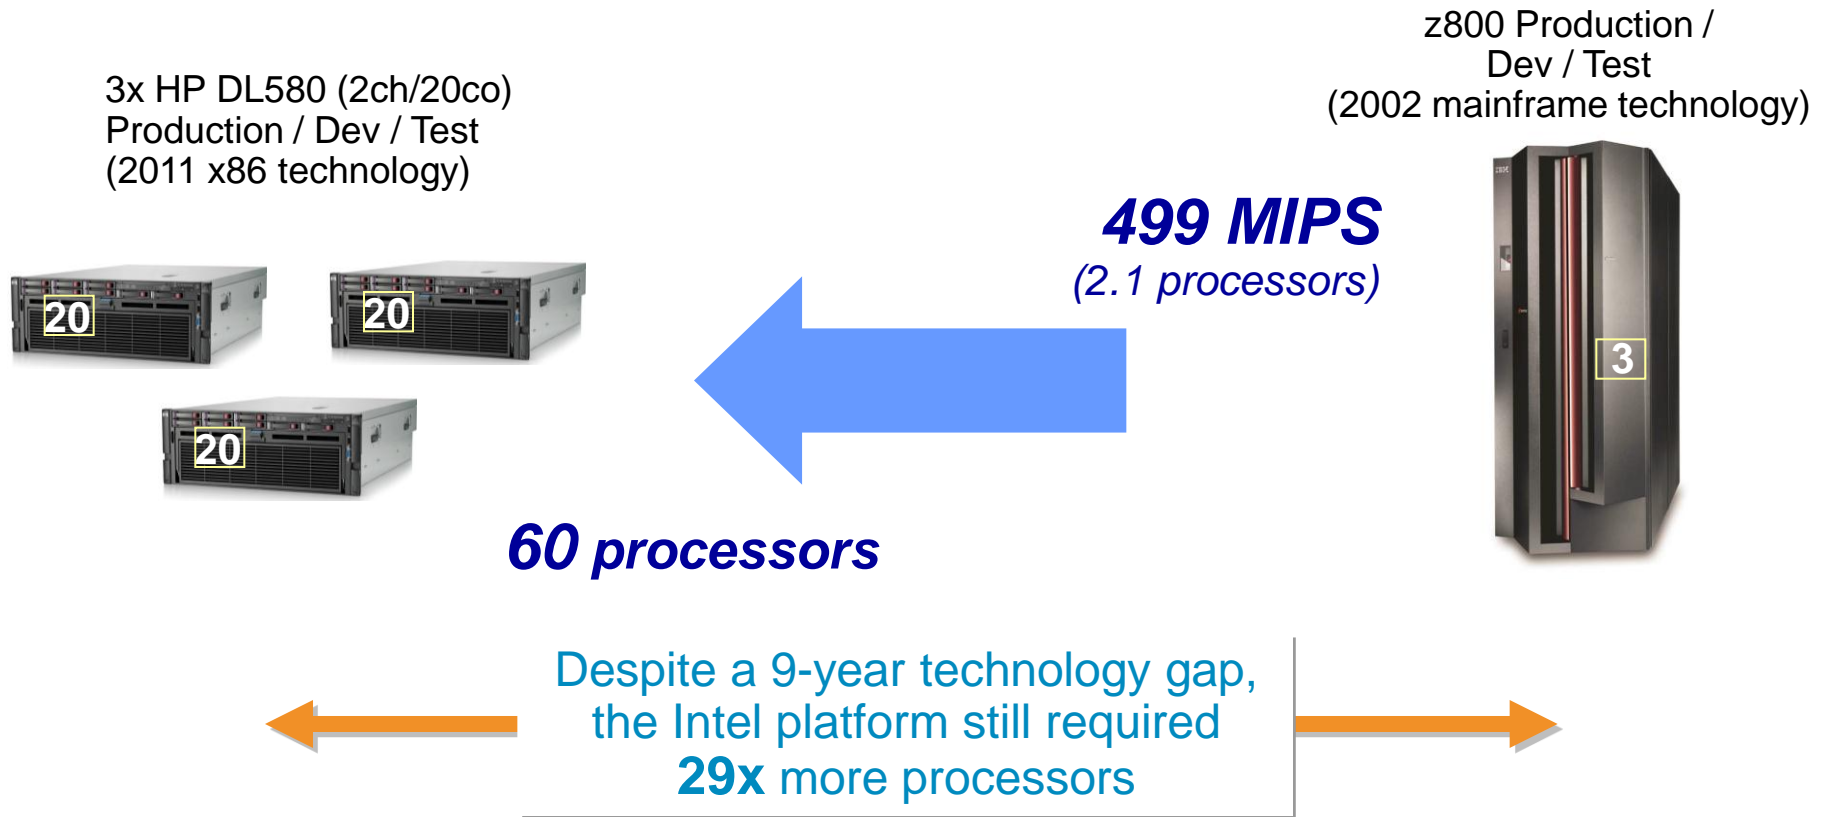 3x HP DL580 (2ch/20co)
Production / Dev / Test
(2011 x86 technology)
20
20
20
z800 Production /
Dev / Test
(2002 mainframe technology)
499 MIPS
(2.1 processors)
IBM
3
60 processors
Despite a 9-year technology gap,
the Intel platform still required
29x more processors